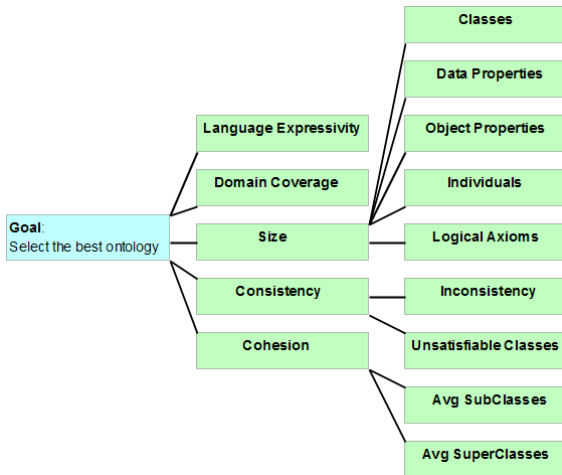 Goal:
Select the best ontology
Language Expressivity
Domain Coverage
Size
Consistency
Cohesion
Classes
Data Properties
Object Properties
Individuals
Logical Axioms
Inconsistency
Unsatisfiable Classes
Avg SubClasses
Avg SuperClasses